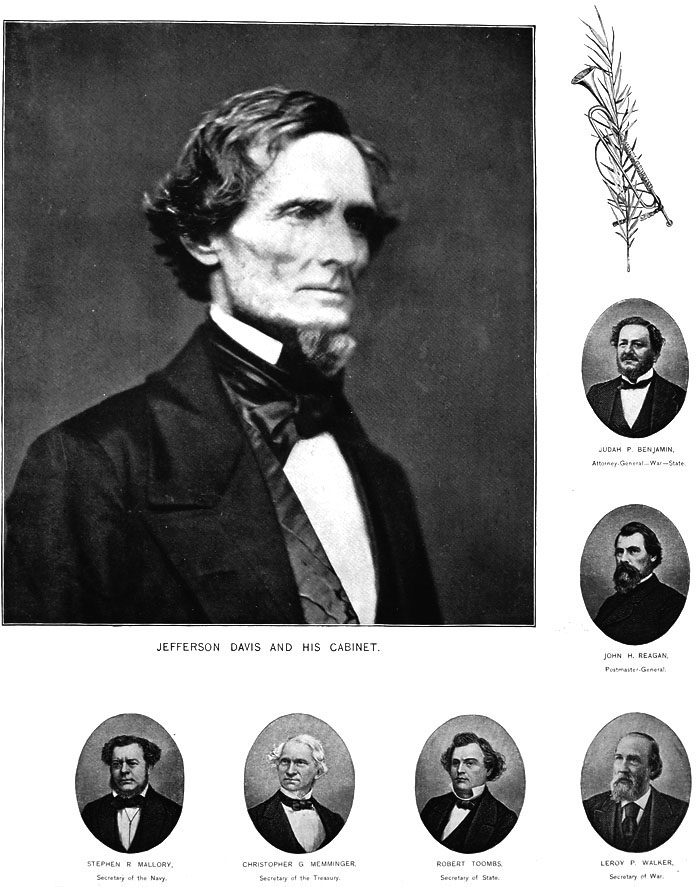 JEFFERSON DAVIS AND HIS CABINET.
JUDAH P. BENJAMIN,
Attorney-General—War—State.
JOHN H. REAGAN,
Postmaster-General.
STEPHEN R MALLORY,
Secretary of the Navy.
CHRISTOPHER G MEMMINGER,
Secretary of the Treasury.
ROBERT TOOMBS,
Secretary of State.
LEROY P. WALKER,
Secretary of War.